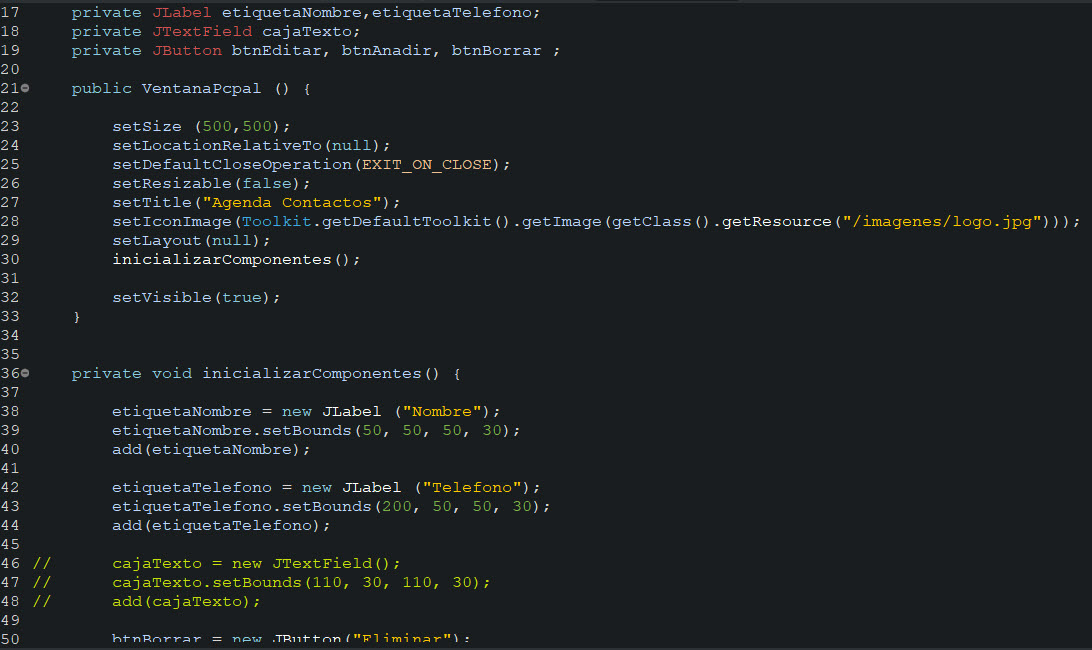 17 private JLabel etiquetaNombre,etiquetaTelefono;
18 private JTextField cajaTexto;
19 private JButton btnEditar, btnAnadir, btnBorrar ;
20
21 public VentanaPcpal () {
22
23 setSize (500,500);
24 setLocationRelativeTo(null);
25 setDefaultCloseOperation(EXIT_ON_CLOSE);
26 setResizable(false);
27 setTitle("Agenda Contactos");
28 setIconImage(Toolkit.getDefaultToolkit().getImage(getClass().getResource("/imagenes/logo.jpg")));
29 setLayout(null);
30 inicializarComponentes();
31
32 setVisible(true);
33 }
34
35
36 private void inicializarComponentes() {
37
38 etiquetaNombre = new JLabel ("Nombre");
39 etiquetaNombre.setBounds(50, 50, 50, 30);
40 add(etiquetaNombre);
41
42 etiquetaTelefono = new JLabel ("Telefono");
43 etiquetaTelefono.setBounds(200, 50, 50, 30);
44 add(etiquetaTelefono);
45
46 // cajaTexto = new JTextField();
47 // cajaTexto.setBounds(110, 30, 110, 30);
48 // add(cajaTexto);
49
50 btnBorrar = new JButton("Eliminar");